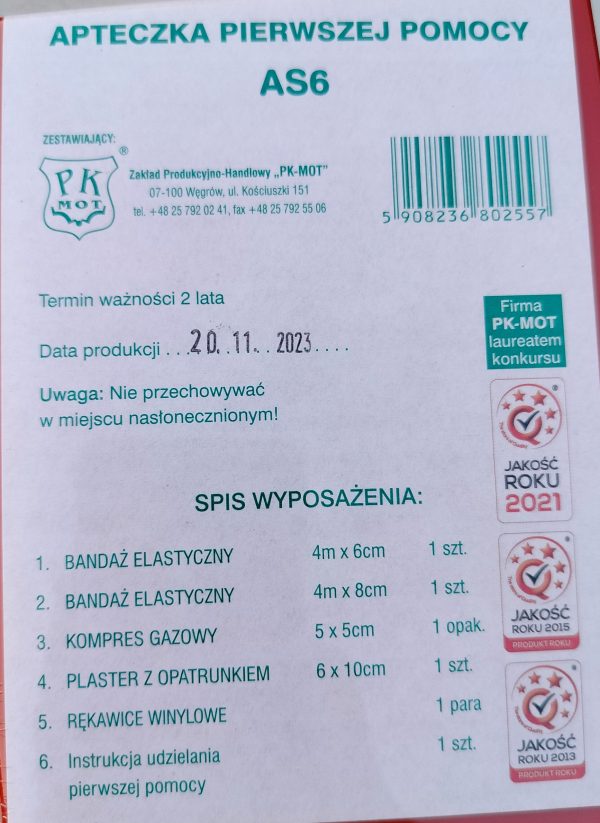 APTECZKA PIERWSZEJ POMOCY
AS6
ZESTAWIAJĄCY:
PK
MOT
®
Zakład Produkcyjno-Handlowy „PK-MOT”
07-100 Węgrów, ul. Kościuszki 151
tel. +48 25 792 02 41, fax +48 25 792 55 06
5 908236 802557
Termin ważności 2 lata
Data produkcji ...20. 11. 2023....
Uwaga: Nie przechowywać
w miejscu nasłonecznionym!
Firma
PK-MOT
laureatem
konkursu
JAKOŚĆ
ROKU
2021
JAKOŚĆ
ROKU 2015
PRODUKT ROKU
JAKOŚĆ
ROKU 2013
PRODUKT ROKU
SPIS WYPOSAŻENIA:
1. BANDAŻ ELASTYCZNY 4m x 6cm 1 szt.
2. BANDAŻ ELASTYCZNY 4m x 8cm 1 szt.
3. KOMPRES GAZOWY 5 x 5cm 1 opak.
4. PLASTER Z OPATRUNKIEM 6 x 10cm 1 szt.
5. RĘKAWICE WINYLOWE 1 para
6. Instrukcja udzielania 1 szt.
pierwszej pomocy